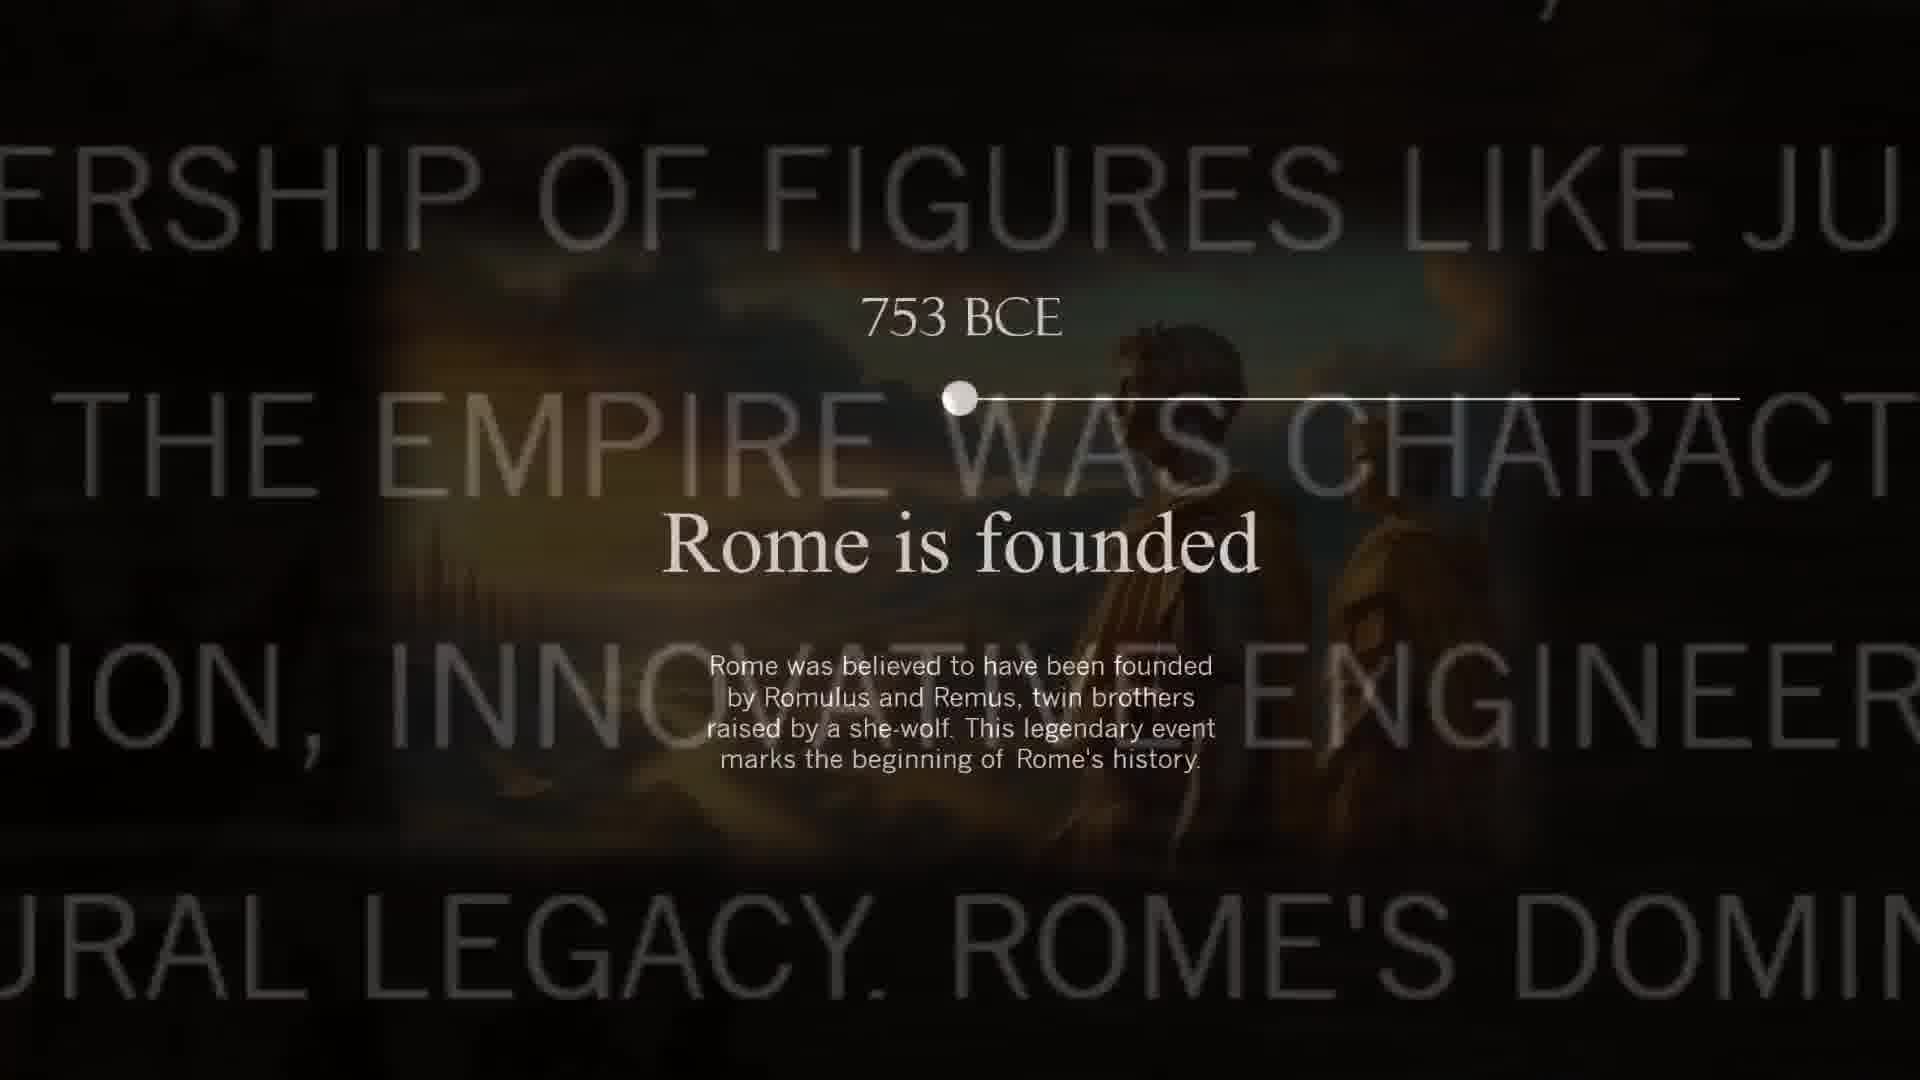 ERSHIP OF FIGURES LIKE JU
753 BCE
THE EMPIRE WAS CHARACT
Rome is founded
SION, INNOVATIVE ENGINEER
Rome was believed to have been founded
by Romulus and Remus, twin brothers
raised by a she-wolf. This legendary event
marks the beginning of Rome's history.
URAL LEGACY. ROME'S DOMIN